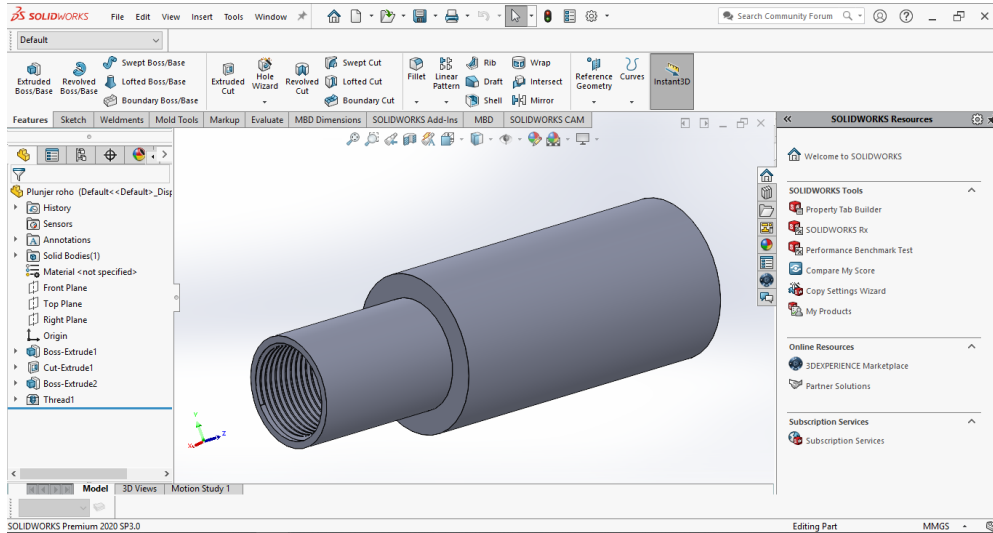 SOLIDWORKS File Edit View Insert Tools Window Search Community Forum
Default
Extruded Boss/Base
Revolved Boss/Base
Swept Boss/Base
Lofted Boss/Base
Boundary Boss/Base
Extruded Cut
Hole Wizard
Revolved Cut
Swept Cut
Lofted Cut
Boundary Cut
Fillet
Linear Pattern
Rib
Draft
Shell
Wrap
Intersect
Mirror
Reference Geometry
Curves
Instant3D
Features Sketch Weldments Mold Tools Markup Evaluate MBD Dimensions SOLIDWORKS Add-Ins MBD SOLIDWORKS CAM
SOLIDWORKS Resources
Plunjer roho (Default<<Default>_Disp
History
Sensors
Annotations
Solid Bodies(1)
Material <not specified>
Front Plane
Top Plane
Right Plane
Origin
Boss-Extrude1
Cut-Extrude1
Boss-Extrude2
Thread1
Y
X
Z
Welcome to SOLIDWORKS
SOLIDWORKS Tools
Property Tab Builder
SOLIDWORKS Rx
Performance Benchmark Test
Compare My Score
Copy Settings Wizard
My Products
Online Resources
3DEXPERIENCE Marketplace
Partner Solutions
Subscription Services
Subscription Services
Model 3D Views Motion Study 1
SOLIDWORKS Premium 2020 SP3.0 Editing Part MMGS